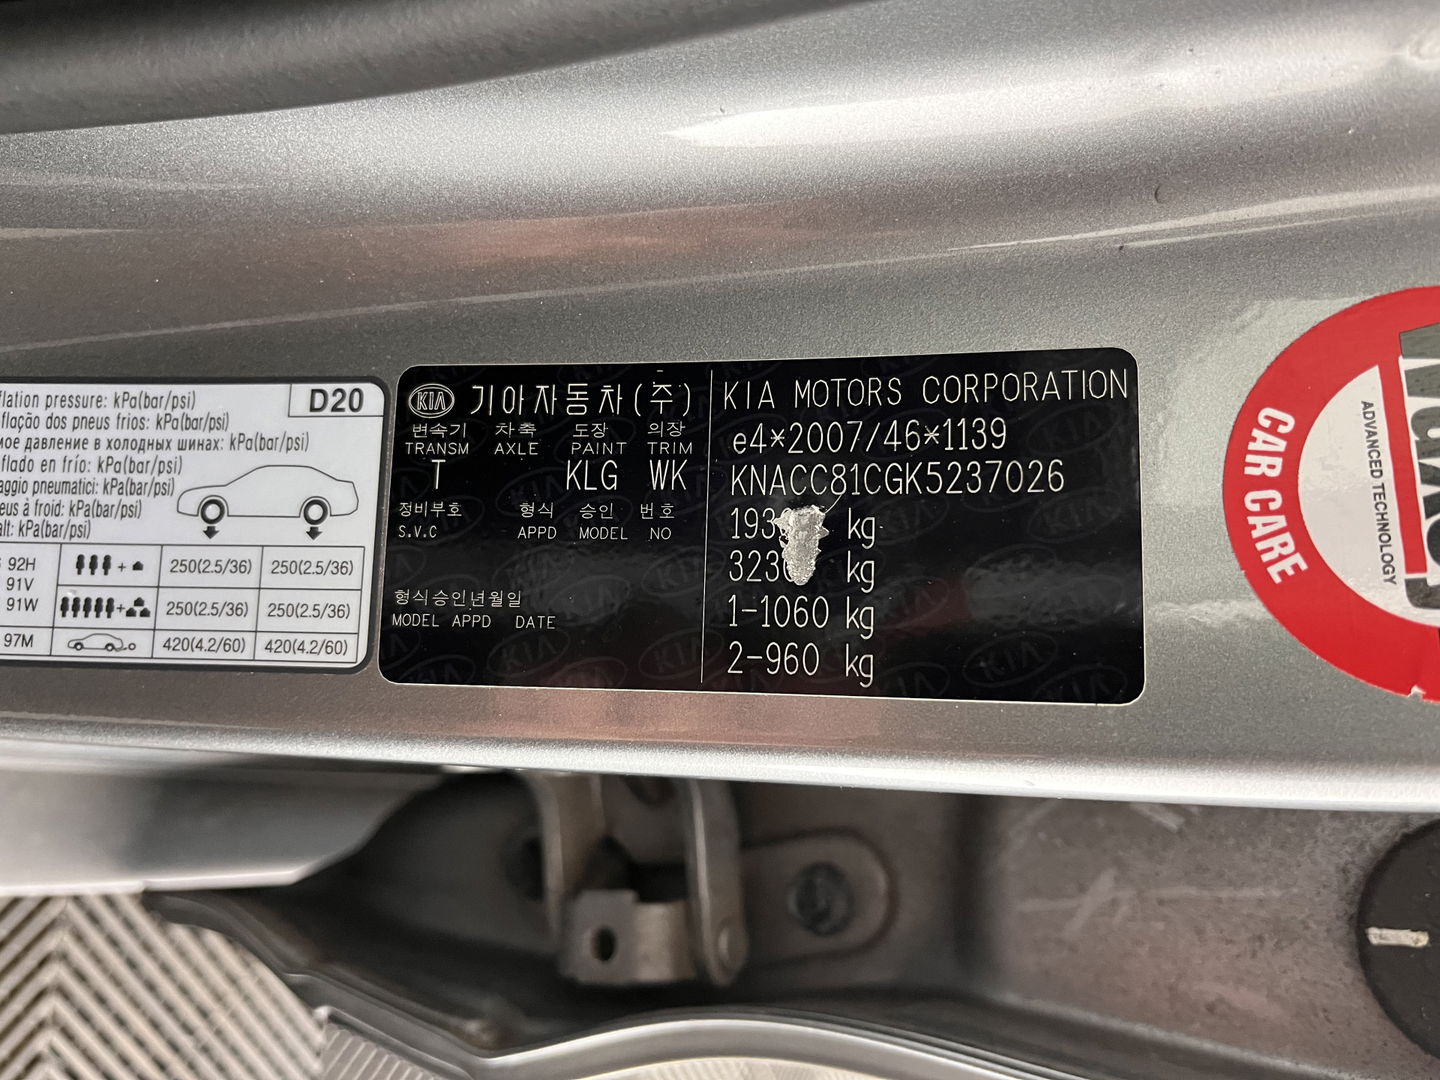 flation pressure: kPa(bar/psi)
D20
flação dos pneus frios: kPa(bar/psi)
мое давление в холодных шинах: kPa(bar/psi)
flado en frío: kPa(bar/psi)
aggio pneumatici: kPa(bar/psi)
eus à froid: kPa(bar/psi)
alt: kPa(bar/psi)
92H
91V
91W
+
250(2.5/36) 250(2.5/36)
+
250(2.5/36) 250(2.5/36)
97M 420(4.2/60) 420(4.2/60)
KIA 기아자동차(주)
변속기 차축 도장 의장
TRANSM AXLE PAINT TRIM
T KLG WK
정비부호 형식 승인 번호
S.V.C APPD MODEL NO
형식승인년월일
MODEL APPD DATE
KIA MOTORS CORPORATION
e4*2007/46*1139
KNACC81CGK5237026
193 kg
323 kg
1-1060 kg
2-960 kg
CAR CARE
ADVANCED TECHNOLOGY